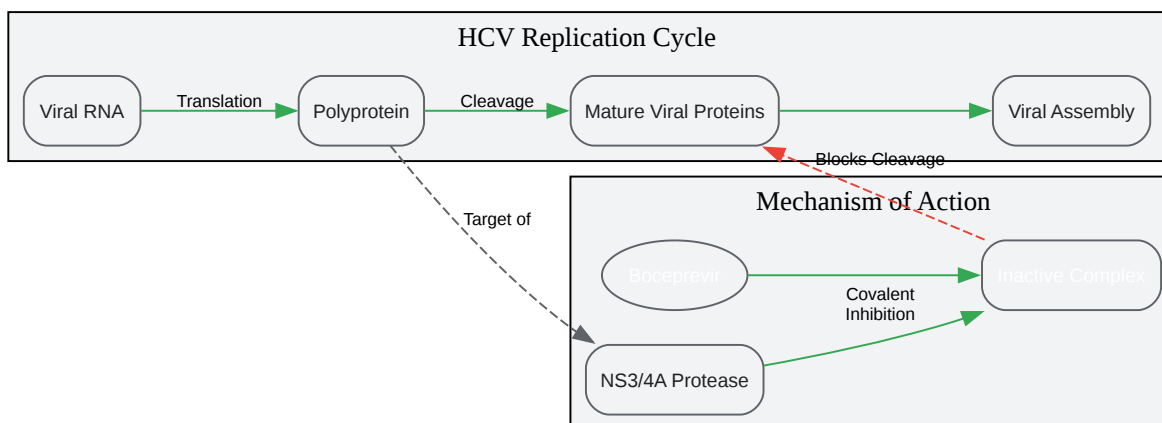 HCV Replication Cycle
Viral RNA
Translation
Polyprotein
Cleavage
Mature Viral Proteins
Viral Assembly
Blocks Cleavage
Mechanism of Action
Target of
Boceprevir
Inactive Complex
Covalent
Inhibition
NS3/4A Protease